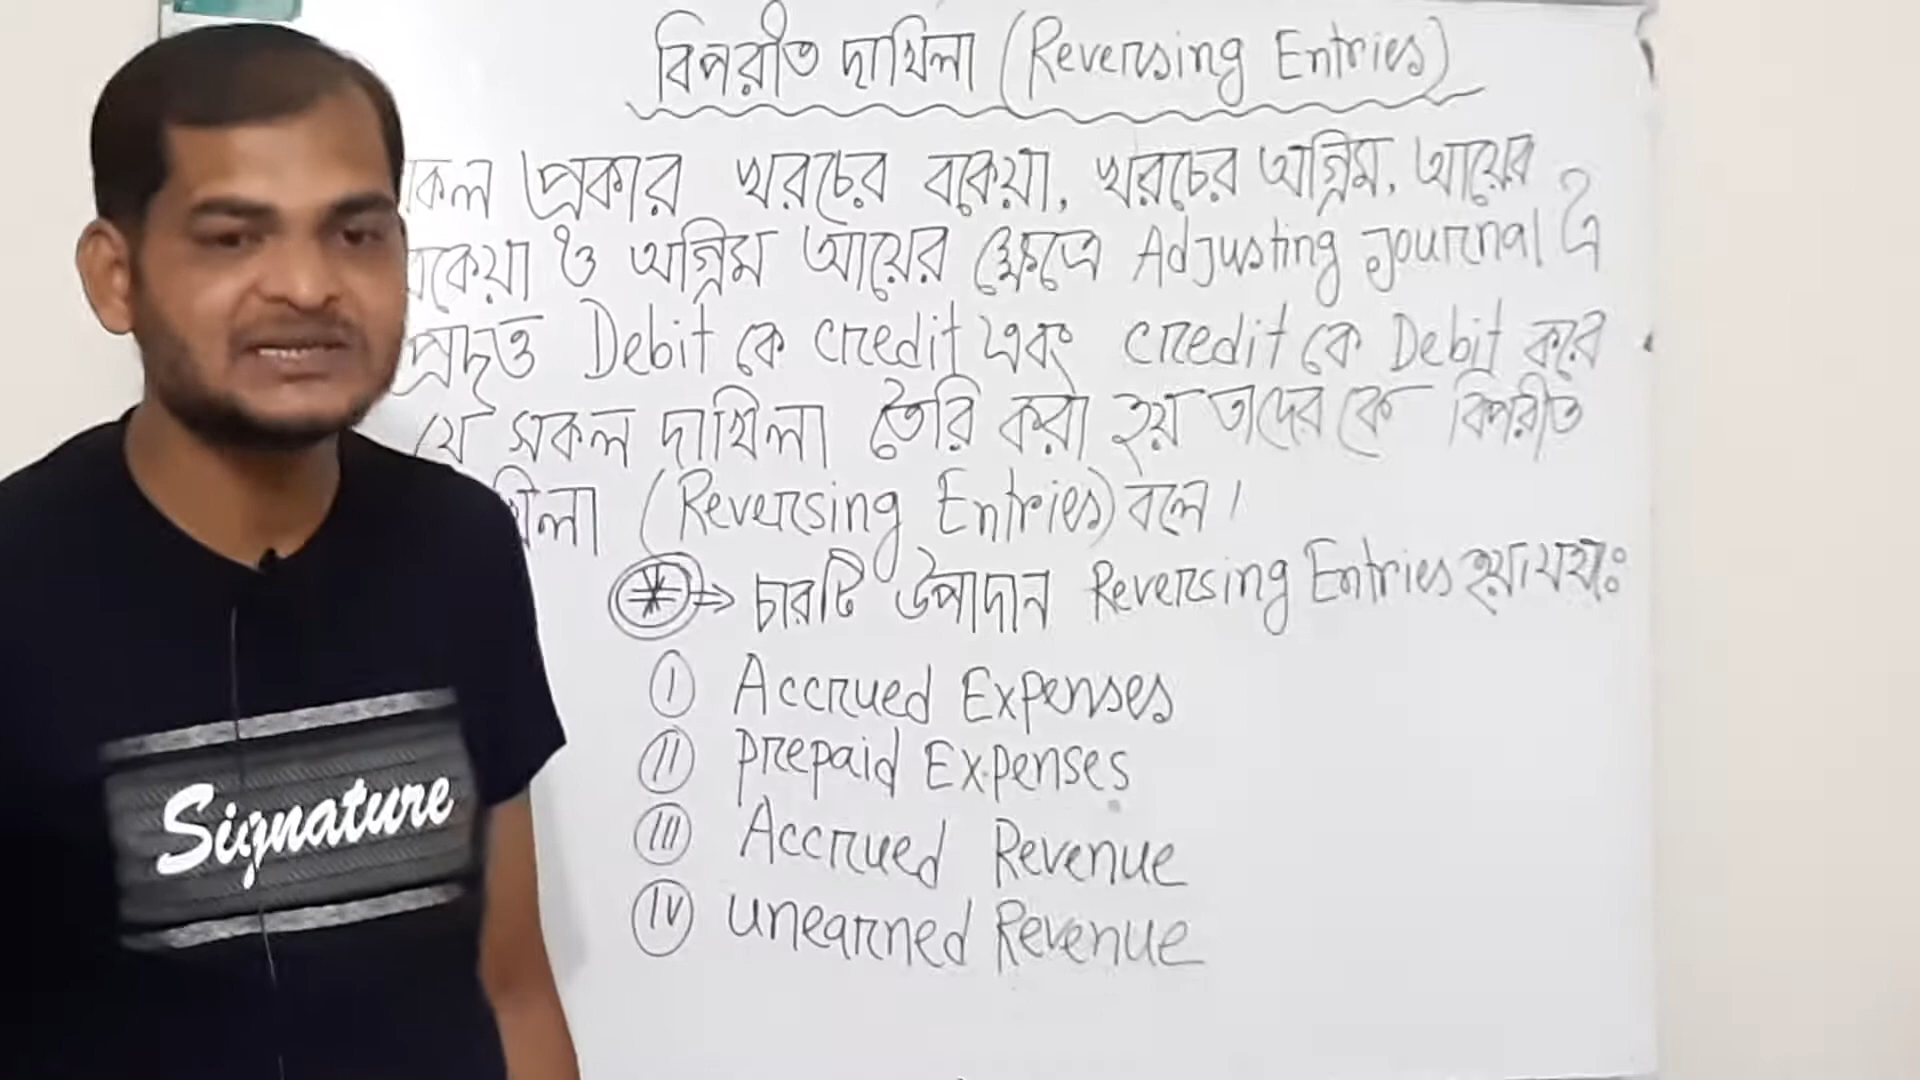 বিপরীত দাখিলা (Reversing Entries)
কল প্রকার খরচের বকেয়া, খরচের অগ্রিম, আয়ের
বকেয়া ও অগ্রিম আয়ের ক্ষেত্রে Adjusting Journal এ
প্রদত্ত Debit কে credit এবং credit কে Debit করে
যে সকল দাখিলা তৈরি করা হয় তাদের কে বিপরীত
খিলা (Reversing Entries) বলে।
চারটি উপাদান Reversing Entries হয়। যথাঃ
I Accrued Expenses
II Prepaid Expenses
III Accrued Revenue
IV Unearned Revenue
Signature